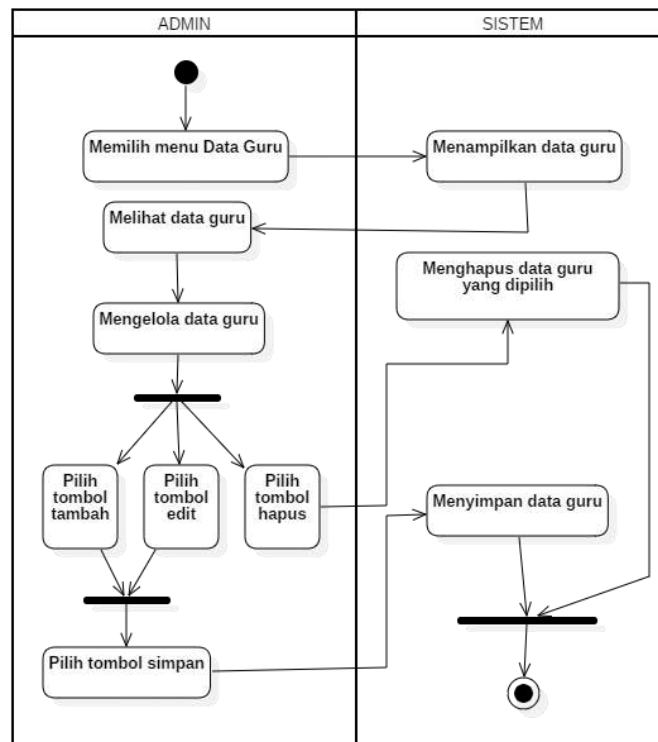 ADMIN
SISTEM
Memilih menu Data Guru
Menampilkan data guru
Melihat data guru
Menghapus data guru
yang dipilih
Mengelola data guru
Pilih
tombol
tambah
Pilih
tombol
edit
Pilih
tombol
hapus
Menyimpan data guru
Pilih tombol simpan